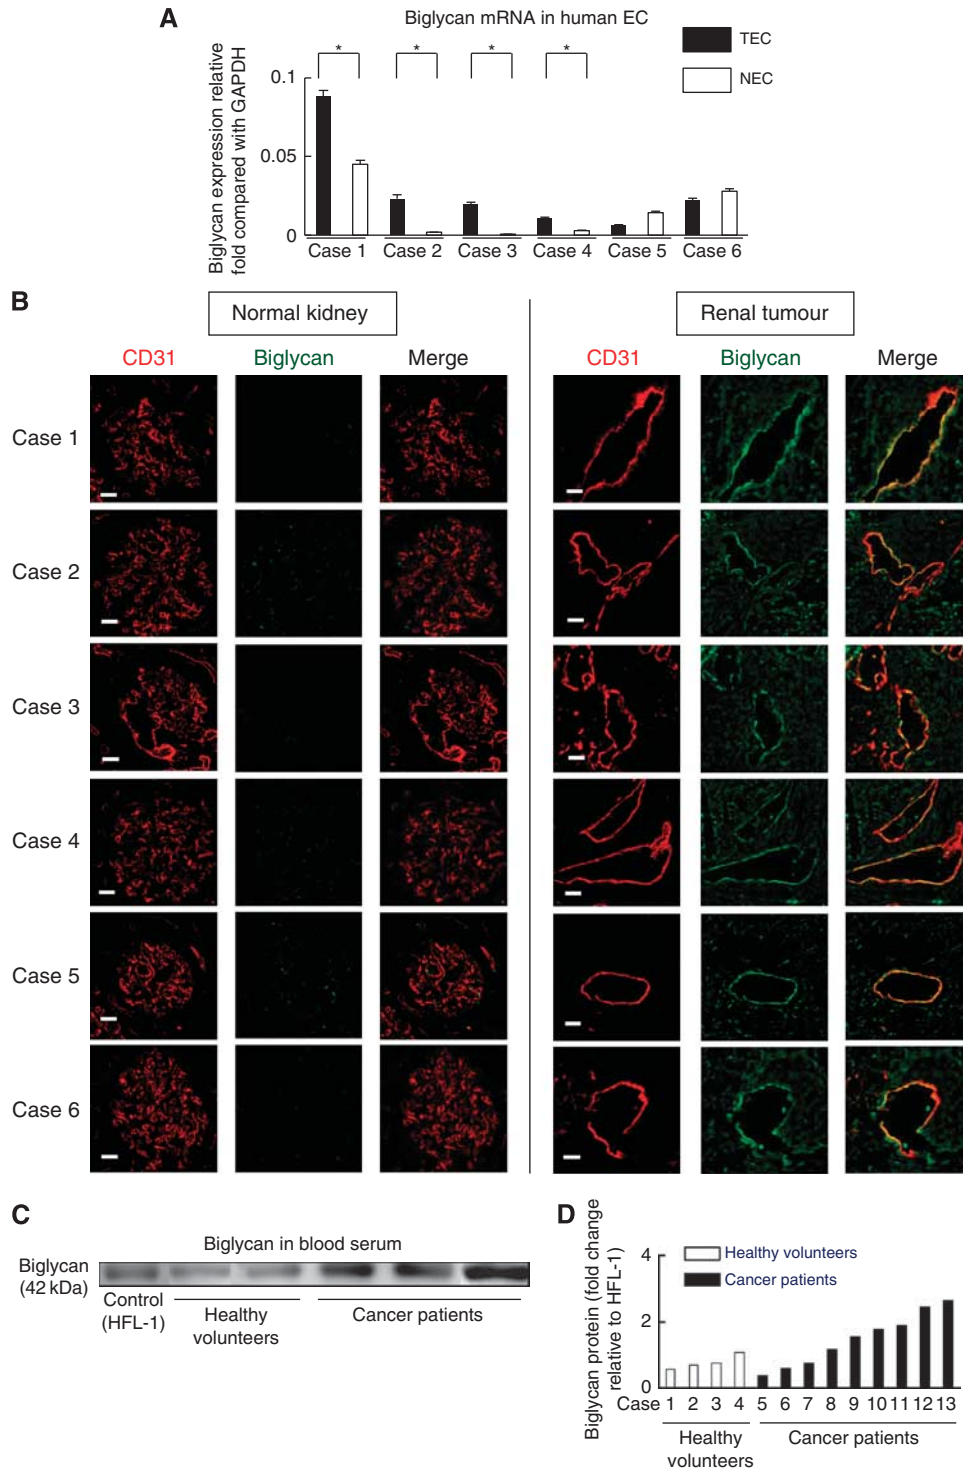 A
Biglycan mRNA in human EC
TEC
NEC
* * * *
Biglycan expression relative
fold compared with GAPDH
0.1
0.05
0
Case 1 Case 2 Case 3 Case 4 Case 5 Case 6
B
Normal kidney
Renal tumour
CD31 Biglycan Merge CD31 Biglycan Merge
Case 1
Case 2
Case 3
Case 4
Case 5
Case 6
C
Biglycan in blood serum
Biglycan
(42 kDa)
Control
(HFL-1)
Healthy
volunteers
Cancer patients
D
Biglycan protein (fold change
relative to HFL-1)
4
2
0
Healthy volunteers
Cancer patients
Case 1 2 3 4 5 6 7 8 9 10 11 12 13
Healthy
volunteers
Cancer patients